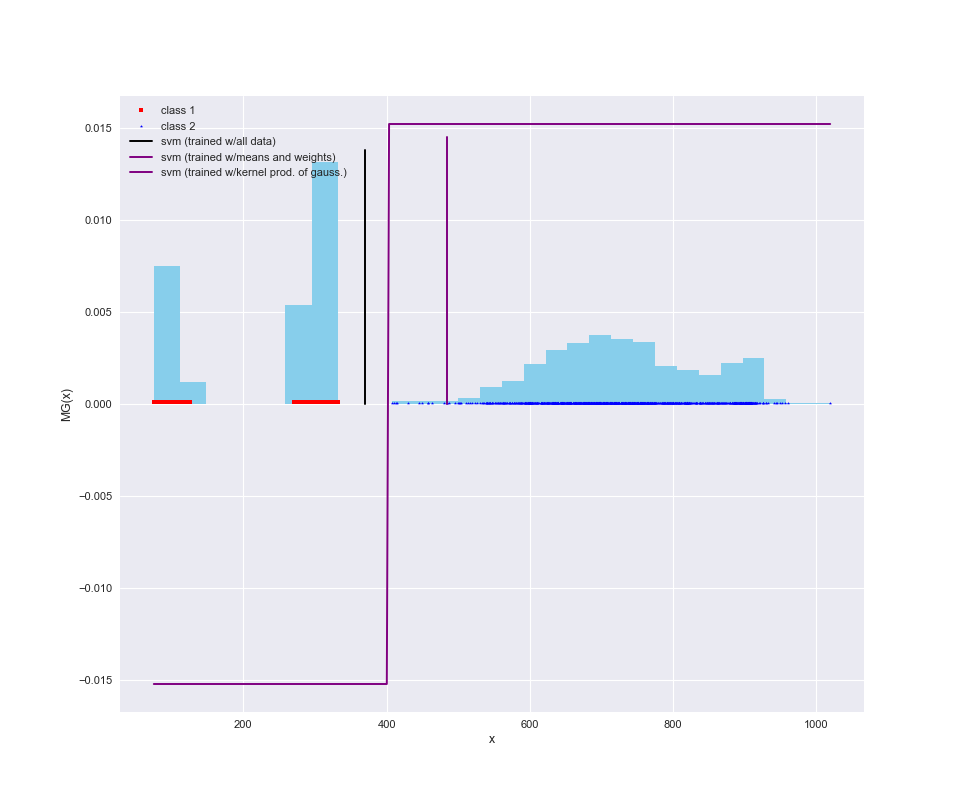 class 1
class 2
svm (trained w/all data)
svm (trained w/means and weights)
svm (trained w/kernel prod. of gauss.)
0.015
0.010
0.005
0.000
−0.005
−0.010
−0.015
MG(x)
200 400 600 800 1000
x